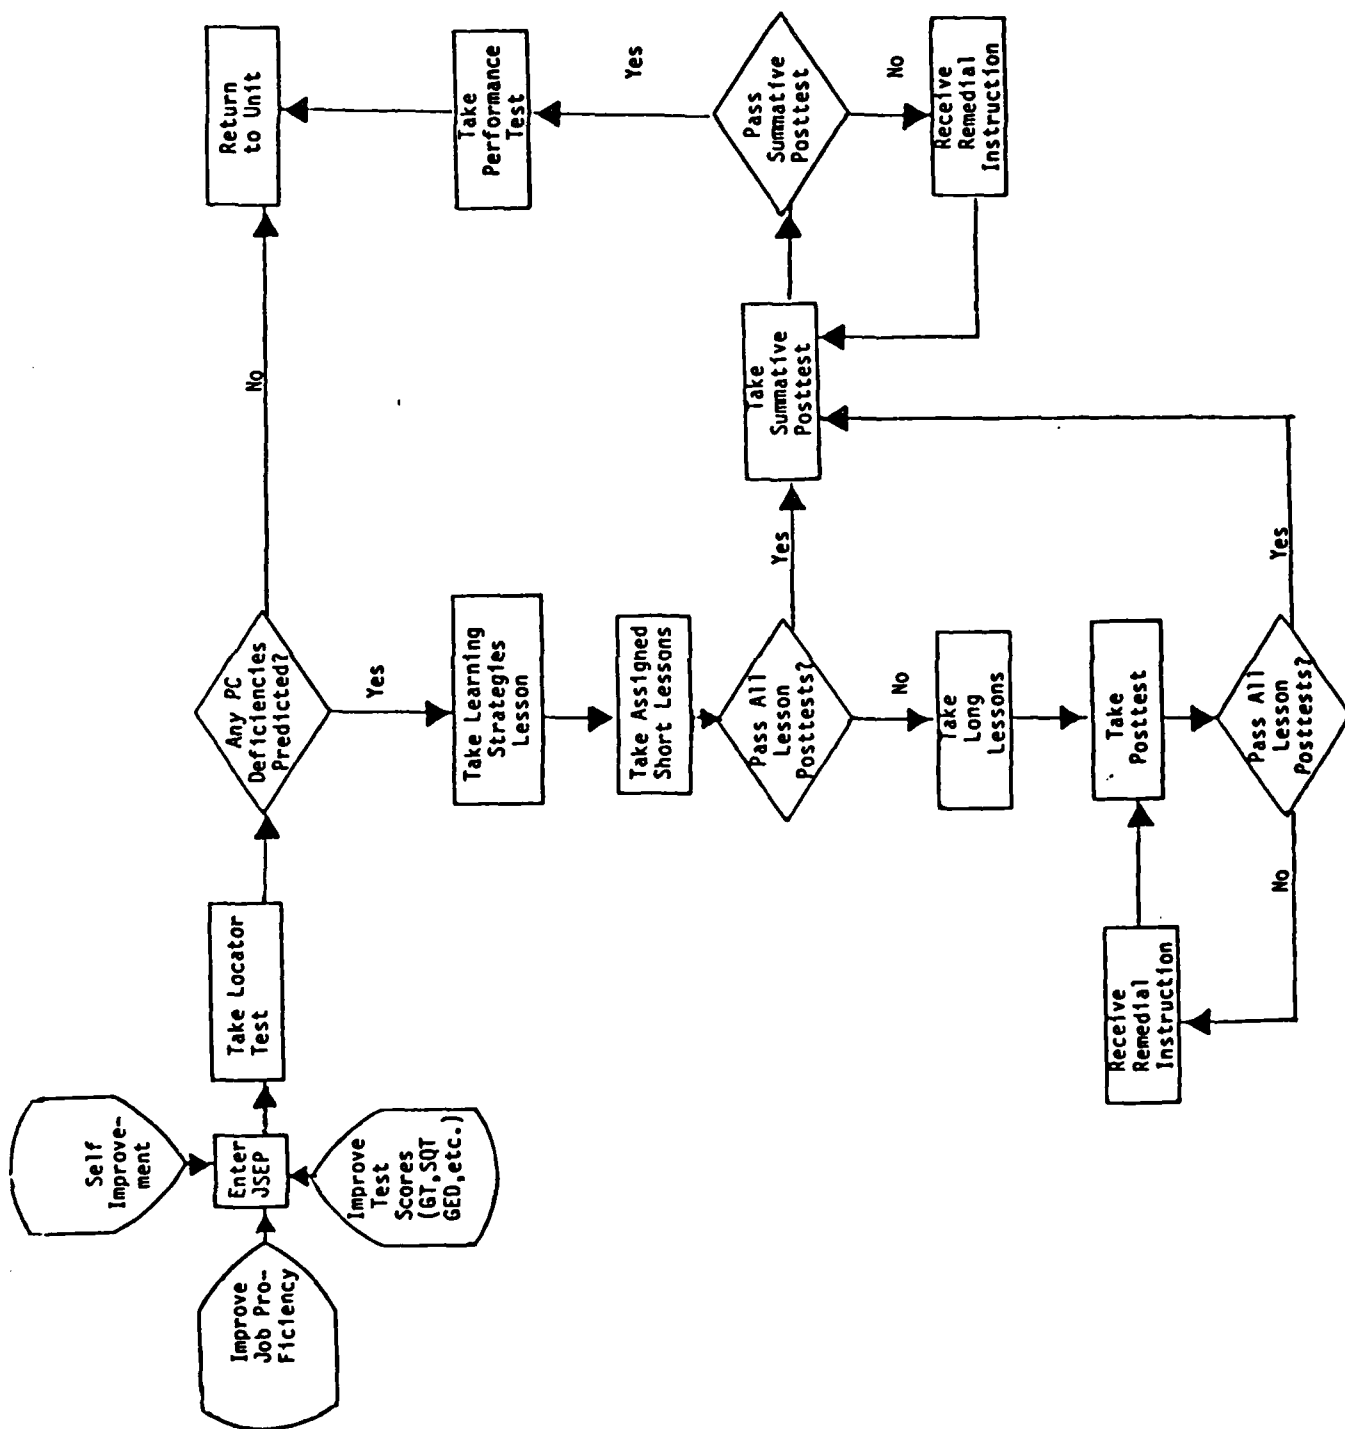 Self
Improve-
ment
Improve
Job Pro-
ficiency
Enter
JSEP
Improve
Test
Scores
(GT,SQT
GED,etc.)
Take Locator
Test
Any PC
Deficiencies
Predicted?
No
Return
to Unit
Yes
Take Learning
Strategies
Lesson
Take Assigned
Short Lessons
Pass All
Lesson
Posttests?
Yes
No
Take
Long
Lessons
Take
Posttest
Pass All
Lesson
Posttests?
No
Receive
Remedial
Instruction
Yes
Take
Summative
Posttest
Pass
Summative
Posttest
Yes
Take
Performance
Test
No
Receive
Remedial
Instruction